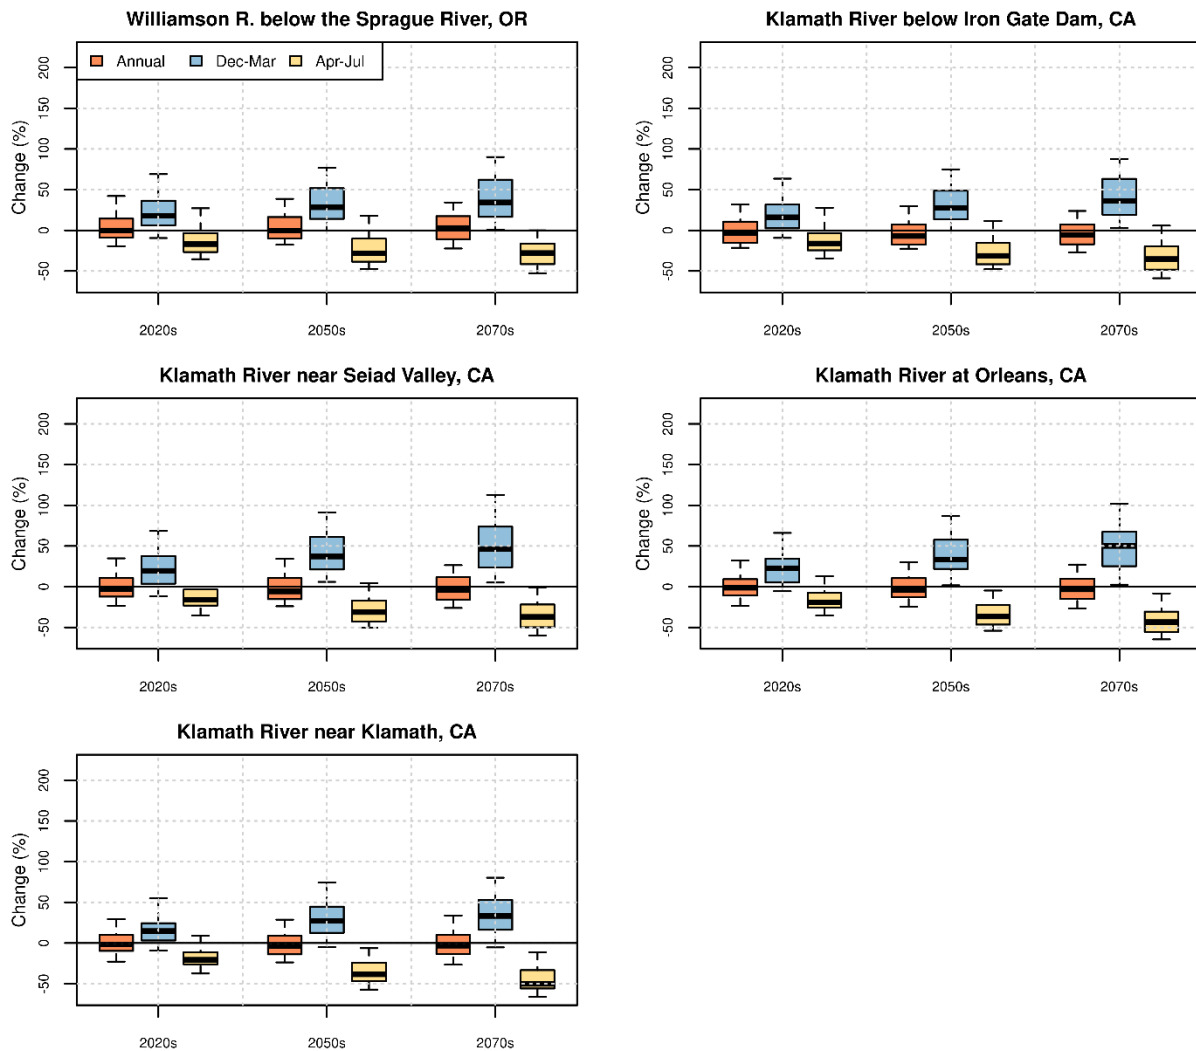 Williamson R. below the Sprague River, OR
Annual Dec-Mar Apr-Jul
Change (%)
200
150
100
50
0
-50
2020s 2050s 2070s
Klamath River below Iron Gate Dam, CA
Change (%)
200
150
100
50
0
-50
2020s 2050s 2070s
Klamath River near Seiad Valley, CA
Change (%)
200
150
100
50
0
-50
2020s 2050s 2070s
Klamath River at Orleans, CA
Change (%)
200
150
100
50
0
-50
2020s 2050s 2070s
Klamath River near Klamath, CA
Change (%)
200
150
100
50
0
-50
2020s 2050s 2070s